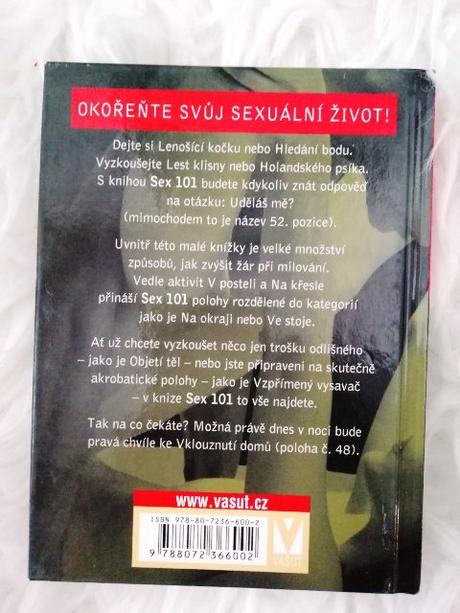 OKOŘEŇTE SVŮJ SEXUÁLNÍ ŽIVOT!
Dejte si Lenošící kočku nebo Hledání bodu.
Vyzkoušejte Lest klisny nebo Holandského psíka.
S knihou Sex 101 budete kdykoliv znát odpověď
na otázku: Uděláš mě?
(mimochodem to je název 52. pozice).
Uvnitř této malé knížky je velké množství
způsobů, jak zvýšit žár při milování.
Vedle aktivit V posteli a Na křesle
přináší Sex 101 polohy rozdělené do kategorií
jako je Na okraji nebo Ve stoje.
Ať už chcete vyzkoušet něco jen trošku odlišného
– jako je Objetí těl – nebo jste připraveni na skutečně
akrobatické polohy – jako je Vzpřímený vysavač
– v knize Sex 101 to vše najdete.
Tak na co čekáte? Možná právě dnes v noci bude
pravá chvíle ke Vklouznutí domů (poloha č. 48).
www.vasut.cz
ISBN 978-80-7236-600-2
9 788072 366002
VAŠUT